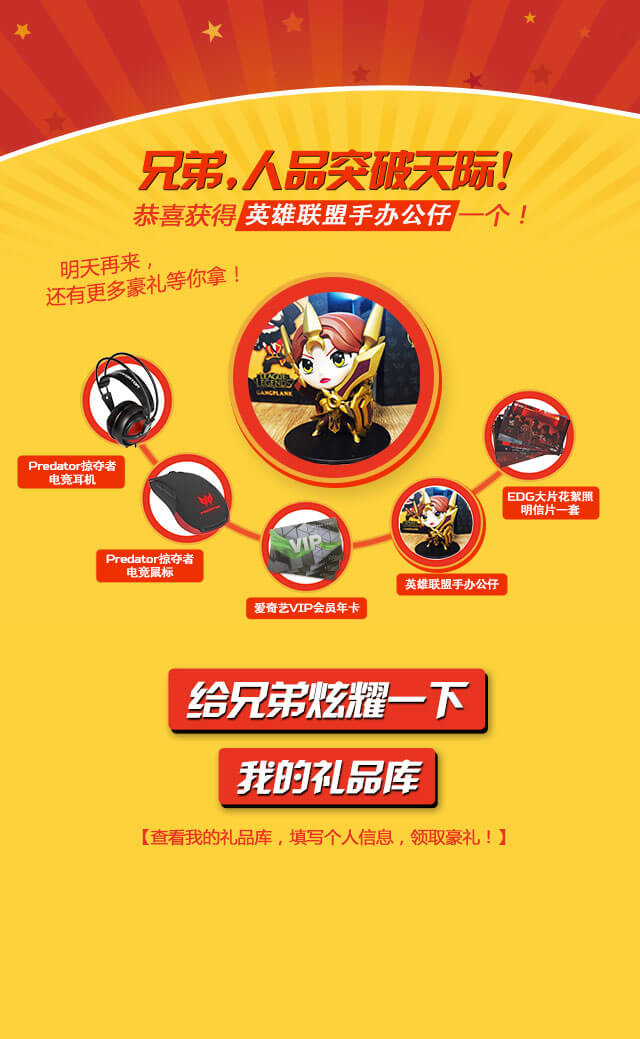 兄弟,人品突破天际!
恭喜获得 英雄联盟手办公仔 一个!
明天再来,
还有更多豪礼等你拿!
LEAGUE OF
LEGENDS
GANGPLANK
Predator掠夺者
电竞耳机
Predator掠夺者
电竞鼠标
VIP
爱奇艺VIP会员年卡
英雄联盟手办公仔
EDG大片花絮照
明信片一套
给兄弟炫耀一下
我的礼品库
【查看我的礼品库,填写个人信息,领取豪礼!】